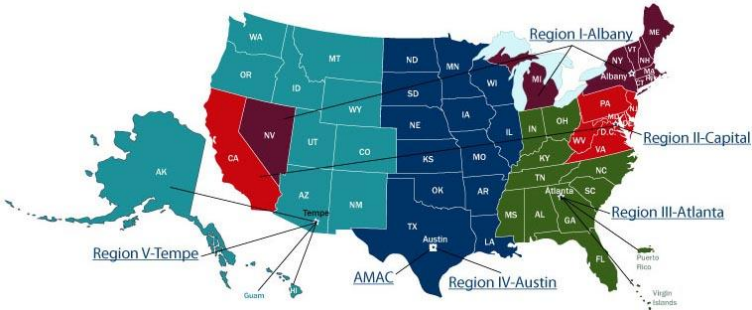 Region I-Albany
WA
MT
ND
MN
ME
VT
NH
NY
MA
CT
Albany
OR
ID
SD
WI
MI
WY
PA
NJ
NV
NE
IA
IN
OH
MD
D.C.
Region II-Capital
UT
CO
IL
WV
VA
CA
KS
MO
KY
AK
AZ
NM
OK
AR
TN
NC
Atlanta
SC
Region III-Atlanta
Tempe
MS
AL
GA
TX
Austin
LA
Region V-Tempe
FL
Puerto
Rico
AMAC
Region IV-Austin
HI
Guam
Virgin
Islands